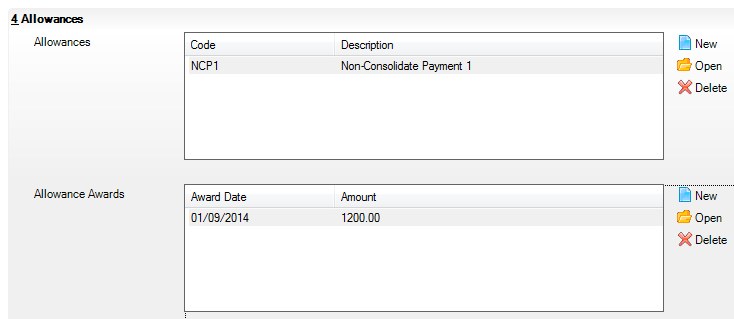 4 Allowances
Allowances
Code Description New
NCP1 Non-Consolidate Payment 1 Open
Delete
Allowance Awards
Award Date Amount New
01/09/2014 1200.00 Open
Delete